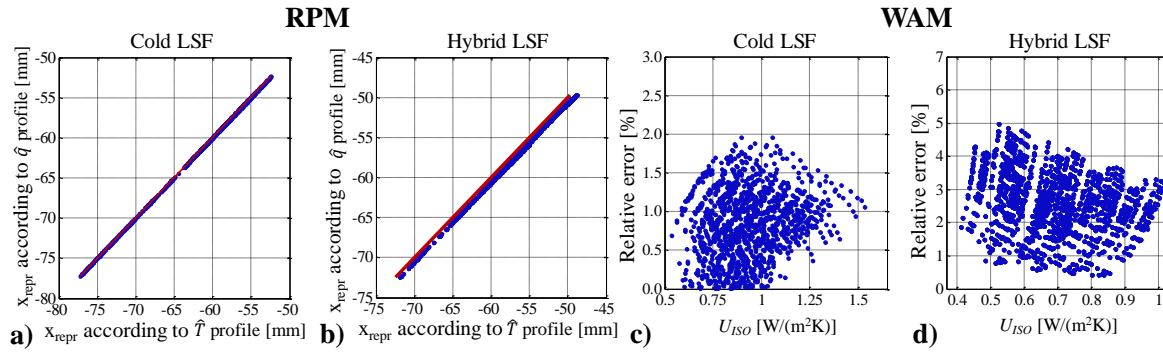 RPM
WAM
a)
Cold LSF
x_repr according to q̂ profile [mm]
-50
-55
-60
-65
-70
-75
-80
-80 -75 -70 -65 -60 -55 -50
x_repr according to T̂ profile [mm]
b)
Hybrid LSF
x_repr according to q̂ profile [mm]
-45
-50
-55
-60
-65
-70
-75
-75 -70 -65 -60 -55 -50 -45
x_repr according to T̂ profile [mm]
c)
Cold LSF
Relative error [%]
3.0
2.5
2.0
1.5
1.0
0.5
0.0
0.5 0.75 1 1.25 1.5
U_ISO [W/(m²K)]
d)
Hybrid LSF
Relative error [%]
7
6
5
4
3
2
1
0
0.4 0.5 0.6 0.7 0.8 0.9 1
U_ISO [W/(m²K)]